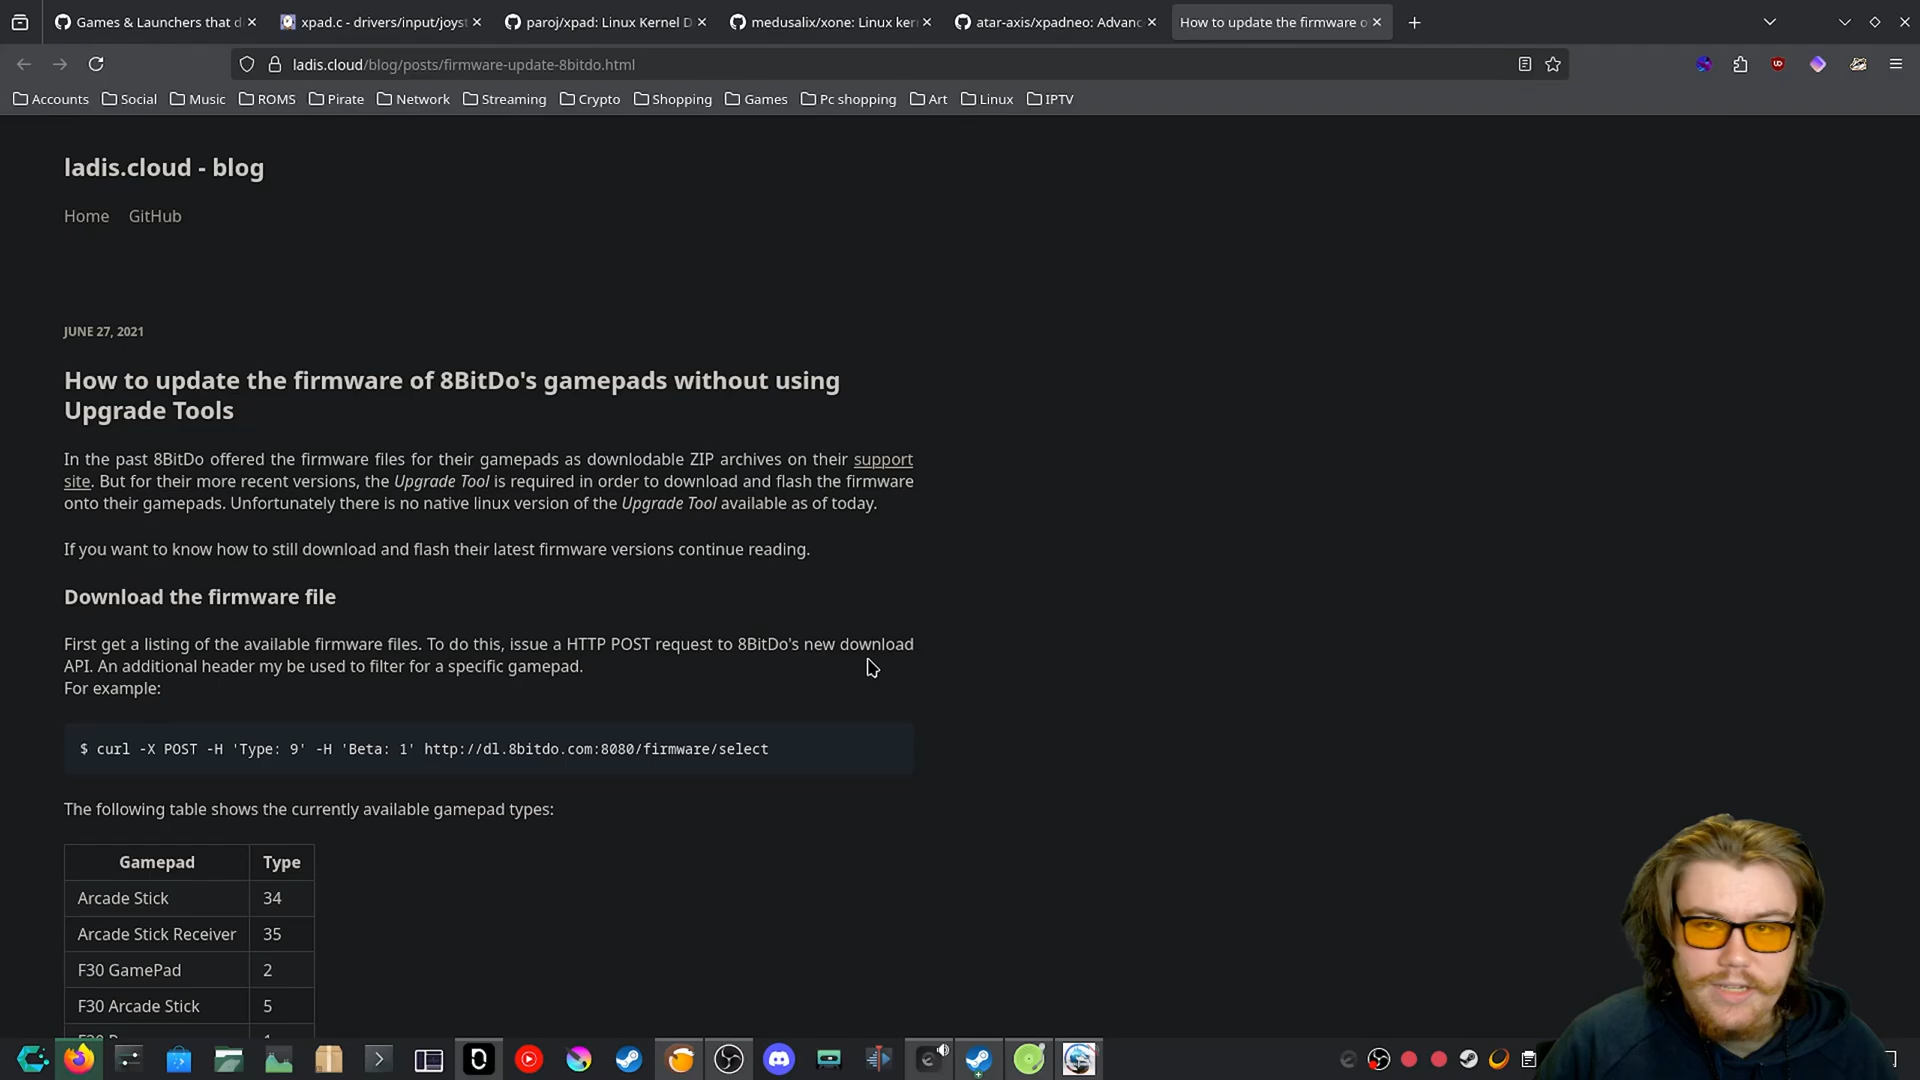 Games & Launchers that d
xpad.c - drivers/input/joyst
paroj/xpad: Linux Kernel D
medusalix/xone: Linux ker
atar-axis/xpadneo: Advanc
How to update the firmware o
ladis.cloud/blog/posts/firmware-update-8bitdo.html
Accounts
Social
Music
ROMS
Pirate
Network
Streaming
Crypto
Shopping
Games
Pc shopping
Art
Linux
IPTV
ladis.cloud - blog
Home GitHub
JUNE 27, 2021
How to update the firmware of 8BitDo's gamepads without using
Upgrade Tools
In the past 8BitDo offered the firmware files for their gamepads as downlodable ZIP archives on their support
site. But for their more recent versions, the Upgrade Tool is required in order to download and flash the firmware
onto their gamepads. Unfortunately there is no native linux version of the Upgrade Tool available as of today.
If you want to know how to still download and flash their latest firmware versions continue reading.
Download the firmware file
First get a listing of the available firmware files. To do this, issue a HTTP POST request to 8BitDo's new download
API. An additional header my be used to filter for a specific gamepad.
For example:
$ curl -X POST -H 'Type: 9' -H 'Beta: 1' http://dl.8bitdo.com:8080/firmware/select
The following table shows the currently available gamepad types:
Gamepad Type
Arcade Stick 34
Arcade Stick Receiver 35
F30 GamePad 2
F30 Arcade Stick 5